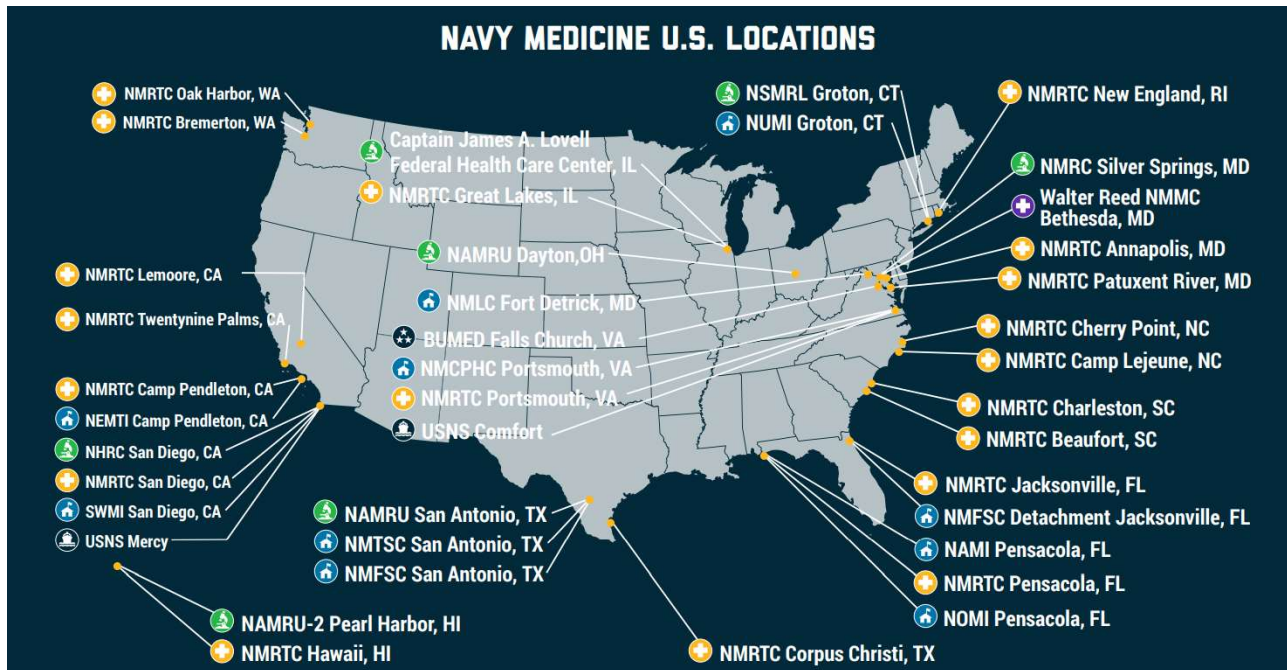 NAVY MEDICINE U.S. LOCATIONS
NMRTC Oak Harbor, WA
NMRTC Bremerton, WA
Captain James A. Lovell
Federal Health Care Center, IL
NMRTC Great Lakes, IL
NAMRU Dayton,OH
NMLC Fort Detrick, MD
BUMED Falls Church, VA
NMCPHC Portsmouth, VA
NMRTC Portsmouth, VA
USNS Comfort
NSMRL Groton, CT
NUMI Groton, CT
NMRTC New England, RI
NMRC Silver Springs, MD
Walter Reed NMMC
Bethesda, MD
NMRTC Annapolis, MD
NMRTC Patuxent River, MD
NMRTC Cherry Point, NC
NMRTC Camp Lejeune, NC
NMRTC Charleston, SC
NMRTC Beaufort, SC
NMRTC Jacksonville, FL
NMFSC Detachment Jacksonville, FL
NAMI Pensacola, FL
NMRTC Pensacola, FL
NOMI Pensacola, FL
NMRTC Lemoore, CA
NMRTC Twentynine Palms, CA
NMRTC Camp Pendleton, CA
NEMTI Camp Pendleton, CA
NHRC San Diego, CA
NMRTC San Diego, CA
SWMI San Diego, CA
USNS Mercy
NAMRU San Antonio, TX
NMTSC San Antonio, TX
NMFSC San Antonio, TX
NAMRU-2 Pearl Harbor, HI
NMRTC Hawaii, HI
NMRTC Corpus Christi, TX